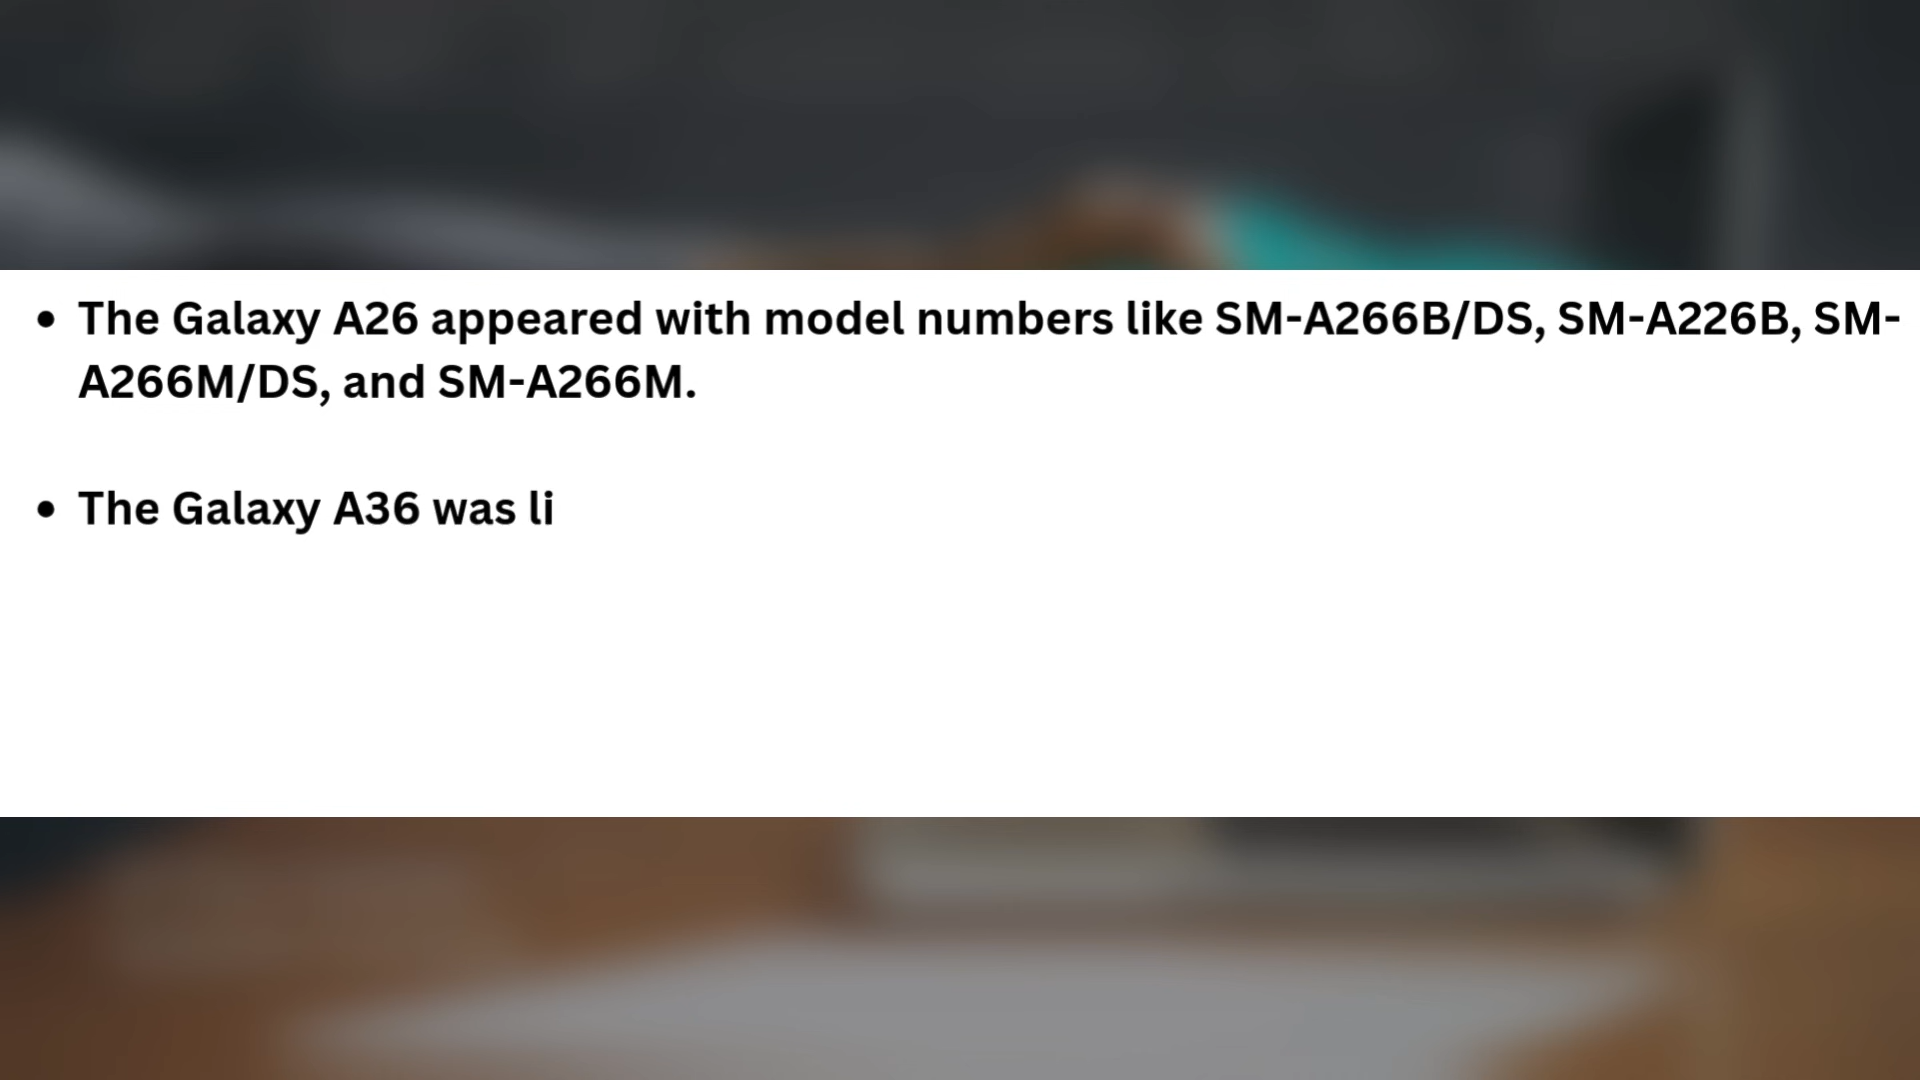 • The Galaxy A26 appeared with model numbers like SM-A266B/DS, SM-A226B, SM-
A266M/DS, and SM-A266M.
• The Galaxy A36 was li